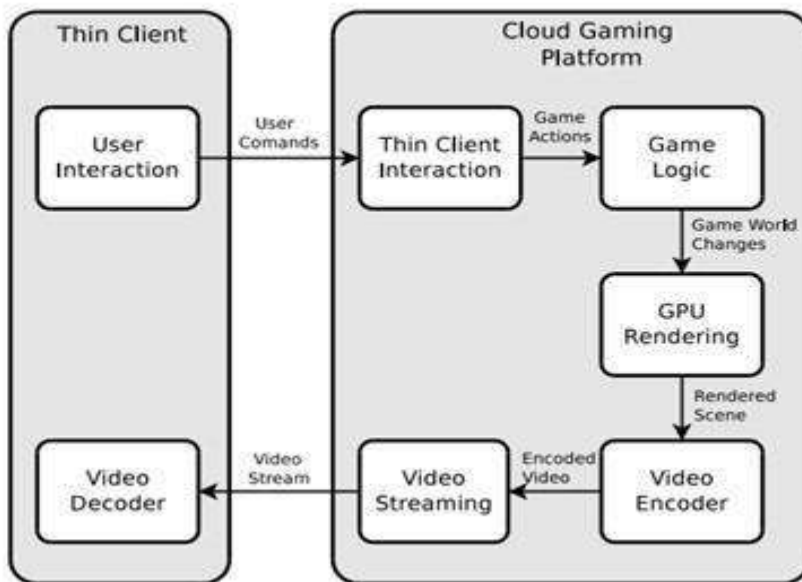 Thin Client
Cloud Gaming
Platform
User
Interaction
User
Comands
Thin Client
Interaction
Game
Actions
Game
Logic
Game World
Changes
GPU
Rendering
Rendered
Scene
Video
Decoder
Video
Stream
Video
Streaming
Encoded
Video
Video
Encoder